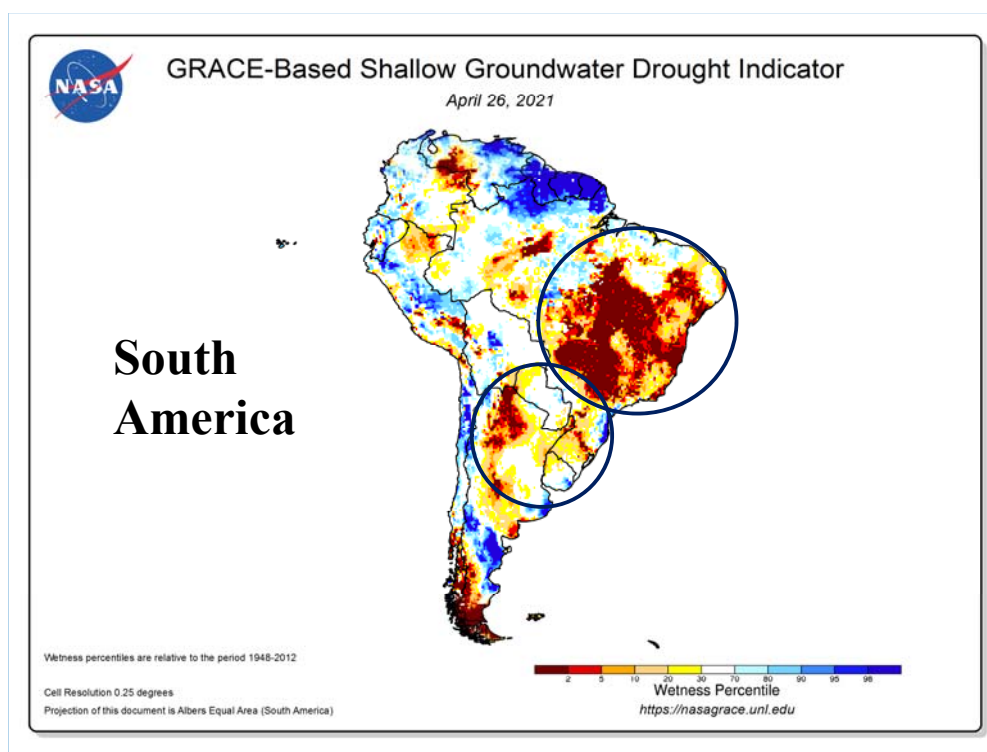 NASA
GRACE-Based Shallow Groundwater Drought Indicator
April 26, 2021
South
America
Wetness percentiles are relative to the period 1948-2012
Cell Resolution 0.25 degrees
Projection of this document is Albers Equal Area (South America)
2 5 10 20 30 70 80 90 95 98
Wetness Percentile
https://nasagrace.unl.edu